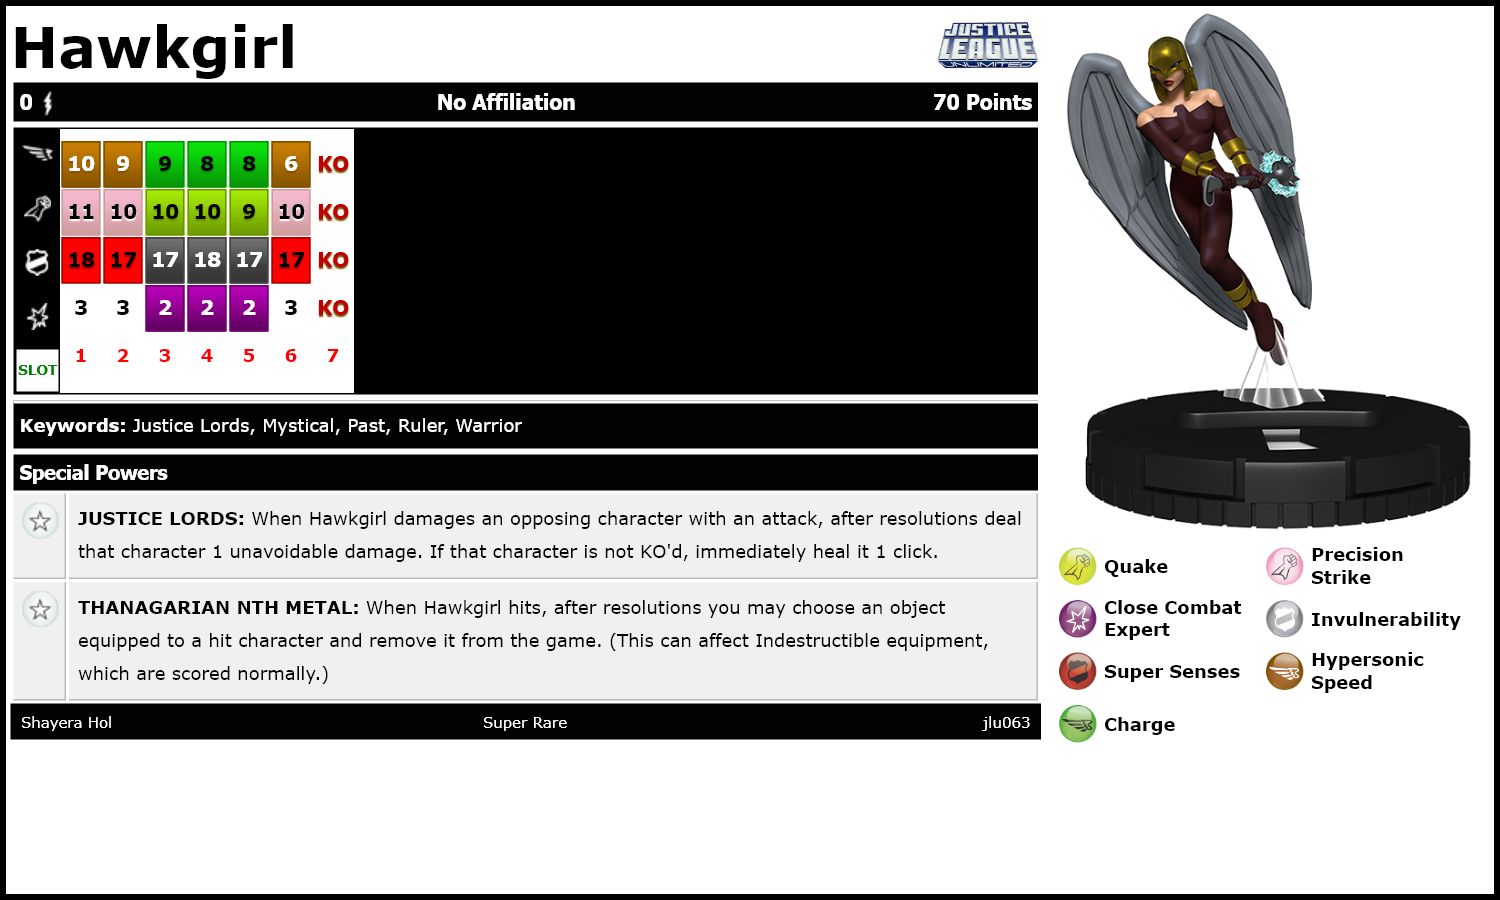 Hawkgirl
JUSTICE
LEAGUE
UNLIMITED
0 No Affiliation 70 Points
10 9 9 8 8 6 KO
11 10 10 10 9 10 KO
18 17 17 18 17 17 KO
3 3 2 2 2 3 KO
SLOT 1 2 3 4 5 6 7
Keywords: Justice Lords, Mystical, Past, Ruler, Warrior
Special Powers
JUSTICE LORDS: When Hawkgirl damages an opposing character with an attack, after resolutions deal
that character 1 unavoidable damage. If that character is not KO'd, immediately heal it 1 click.
THANAGARIAN NTH METAL: When Hawkgirl hits, after resolutions you may choose an object
equipped to a hit character and remove it from the game. (This can affect Indestructible equipment,
which are scored normally.)
Shayera Hol Super Rare jlu063
Quake
Precision
Strike
Close Combat
Expert
Invulnerability
Super Senses
Hypersonic
Speed
Charge